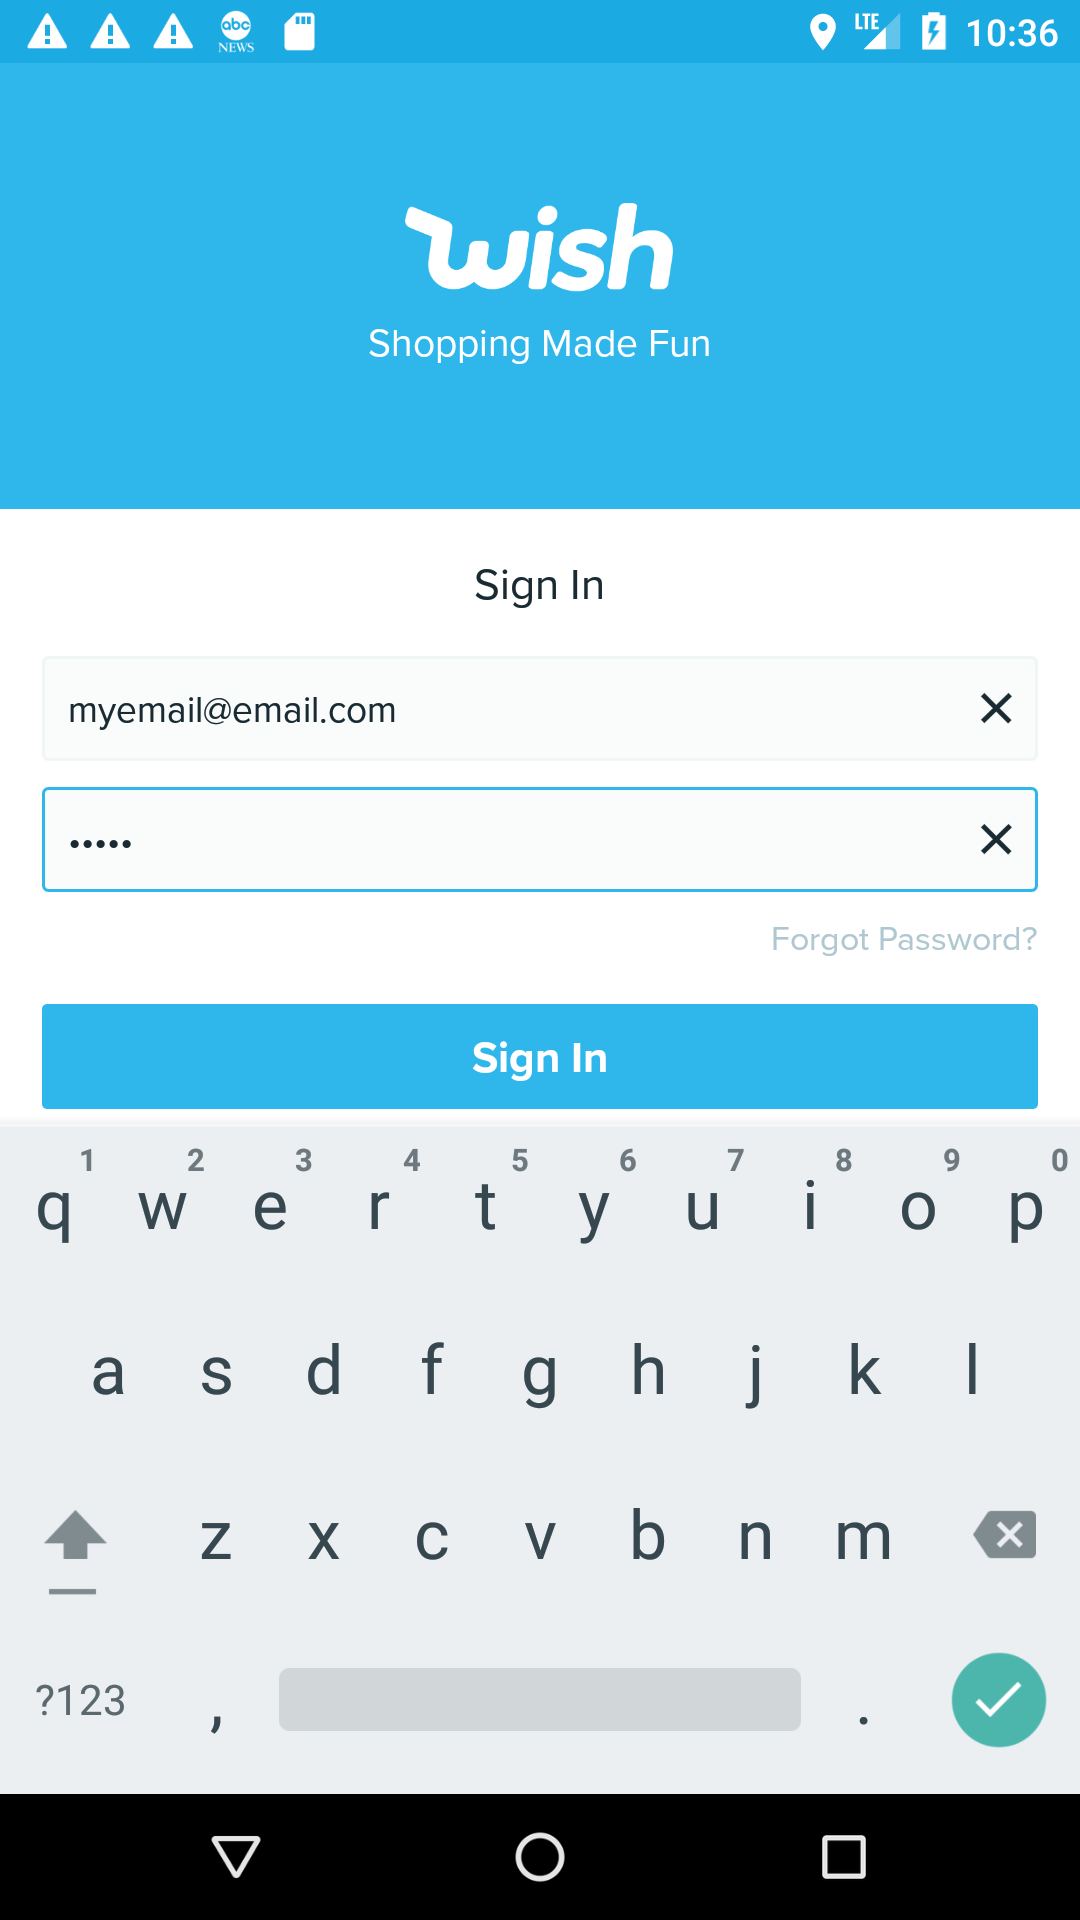 abc NEWS LTE 10:36
wish
Shopping Made Fun
Sign In
myemail@email.com
•••••
Forgot Password?
Sign In
1 2 3 4 5 6 7 8 9 0
q w e r t y u i o p
a s d f g h j k l
z x c v b n m
?123 , .